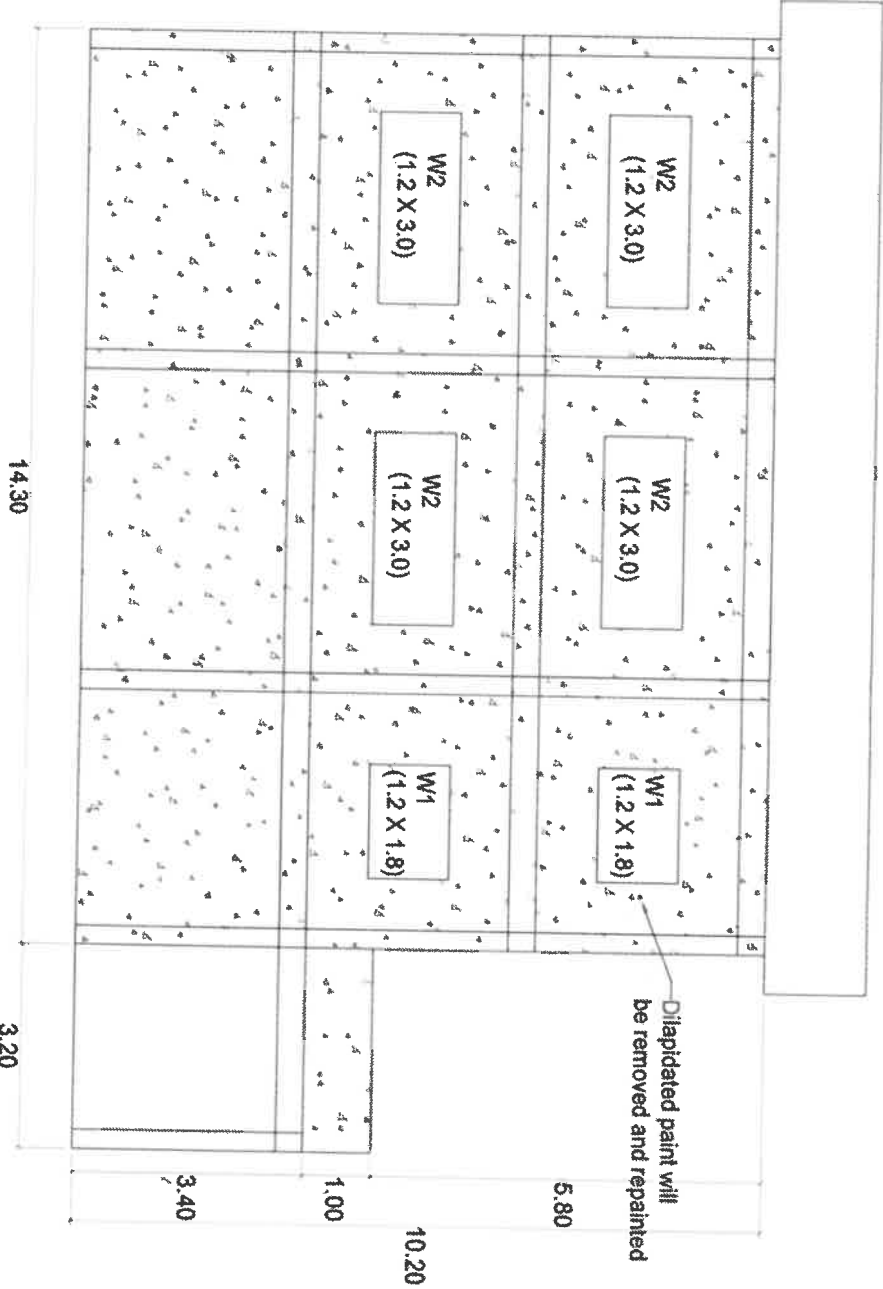 W2
(1.2 X 3.0)
W2
(1.2 X 3.0)
W1
(1.2 X 1.8)
Dilapidated paint will
be removed and repainted
W2
(1.2 X 3.0)
W2
(1.2 X 3.0)
W1
(1.2 X 1.8)
5.80
10.20
1.00
3.40
14.30
3.20